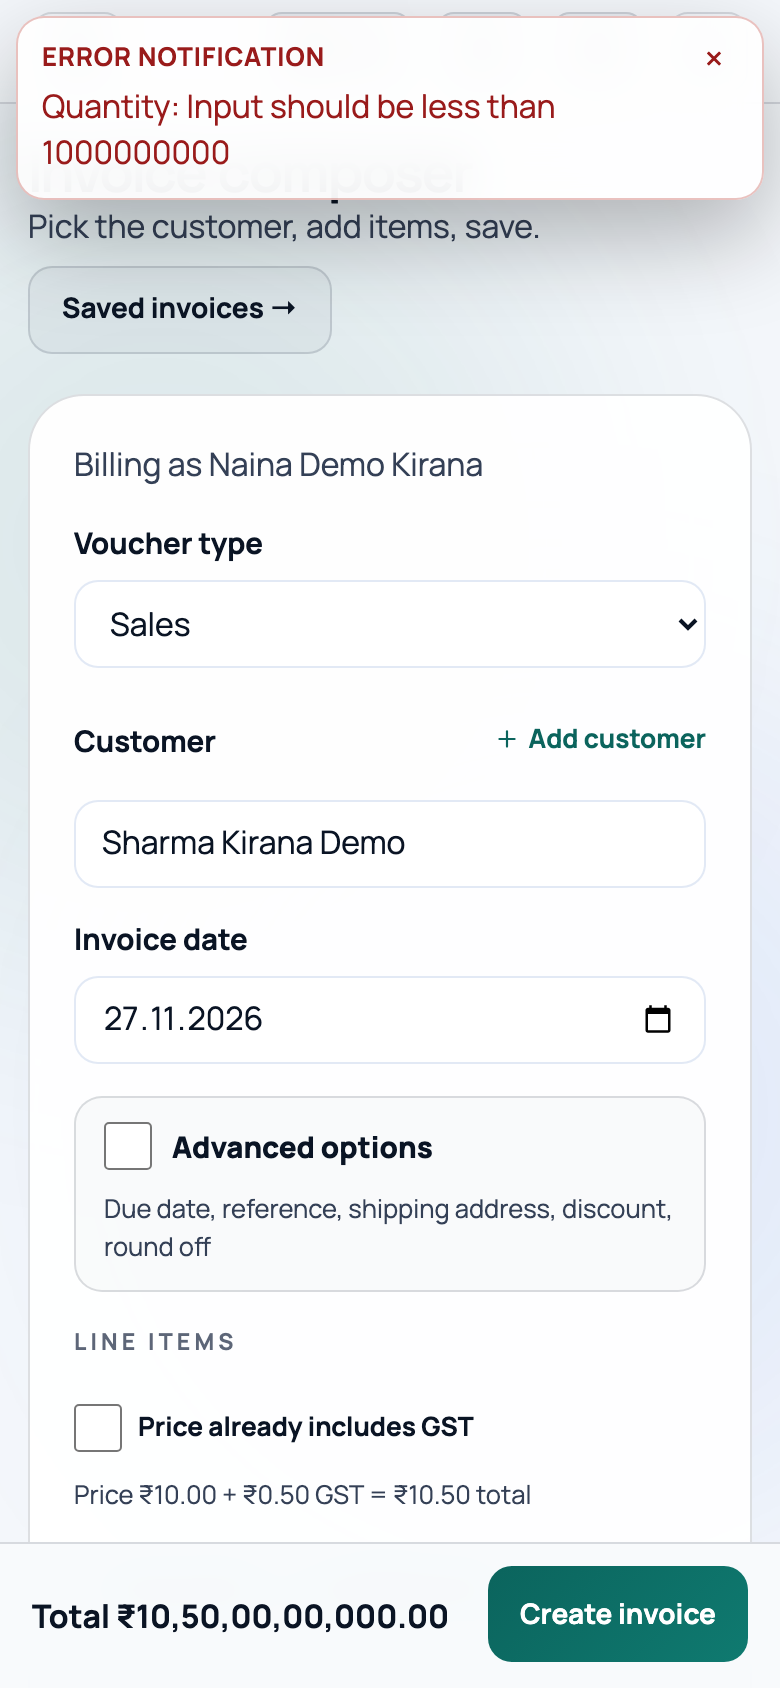 ERROR NOTIFICATION
×
Quantity: Input should be less than
1000000000
Invoice composer
Pick the customer, add items, save.
Saved invoices →
Billing as Naina Demo Kirana
Voucher type
Sales
Customer
+ Add customer
Sharma Kirana Demo
Invoice date
27.11.2026
Advanced options
Due date, reference, shipping address, discount,
round off
LINE ITEMS
Price already includes GST
Price ₹10.00 + ₹0.50 GST = ₹10.50 total
Total ₹10,50,00,00,000.00
Create invoice